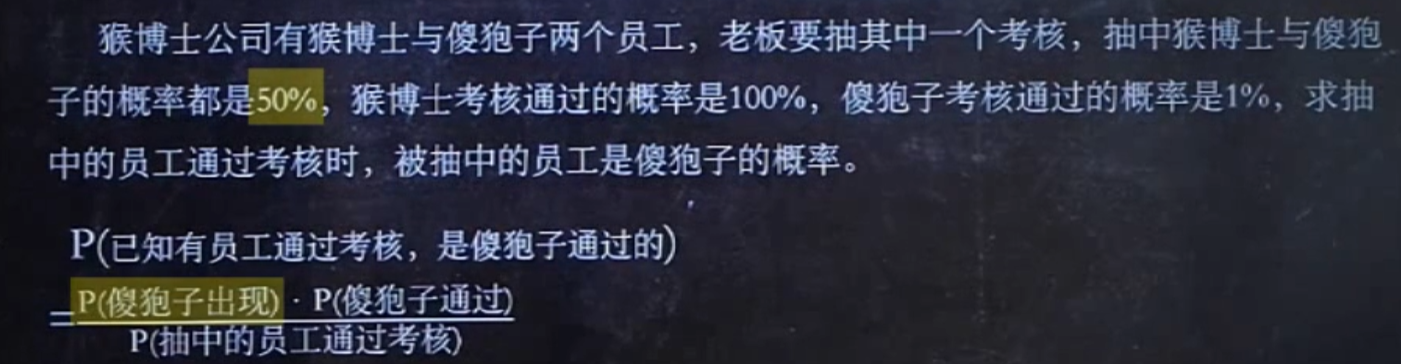 猴博士公司有猴博士与傻狍子两个员工，老板要抽其中一个考核，抽中猴博士与傻狍
子的概率都是50%，猴博士考核通过的概率是100%，傻狍子考核通过的概率是1%，求抽
中的员工通过考核时，被抽中的员工是傻狍子的概率。
P(已知有员工通过考核，是傻狍子通过的)
=P(傻狍子出现) · P(傻狍子通过)
P(抽中的员工通过考核)